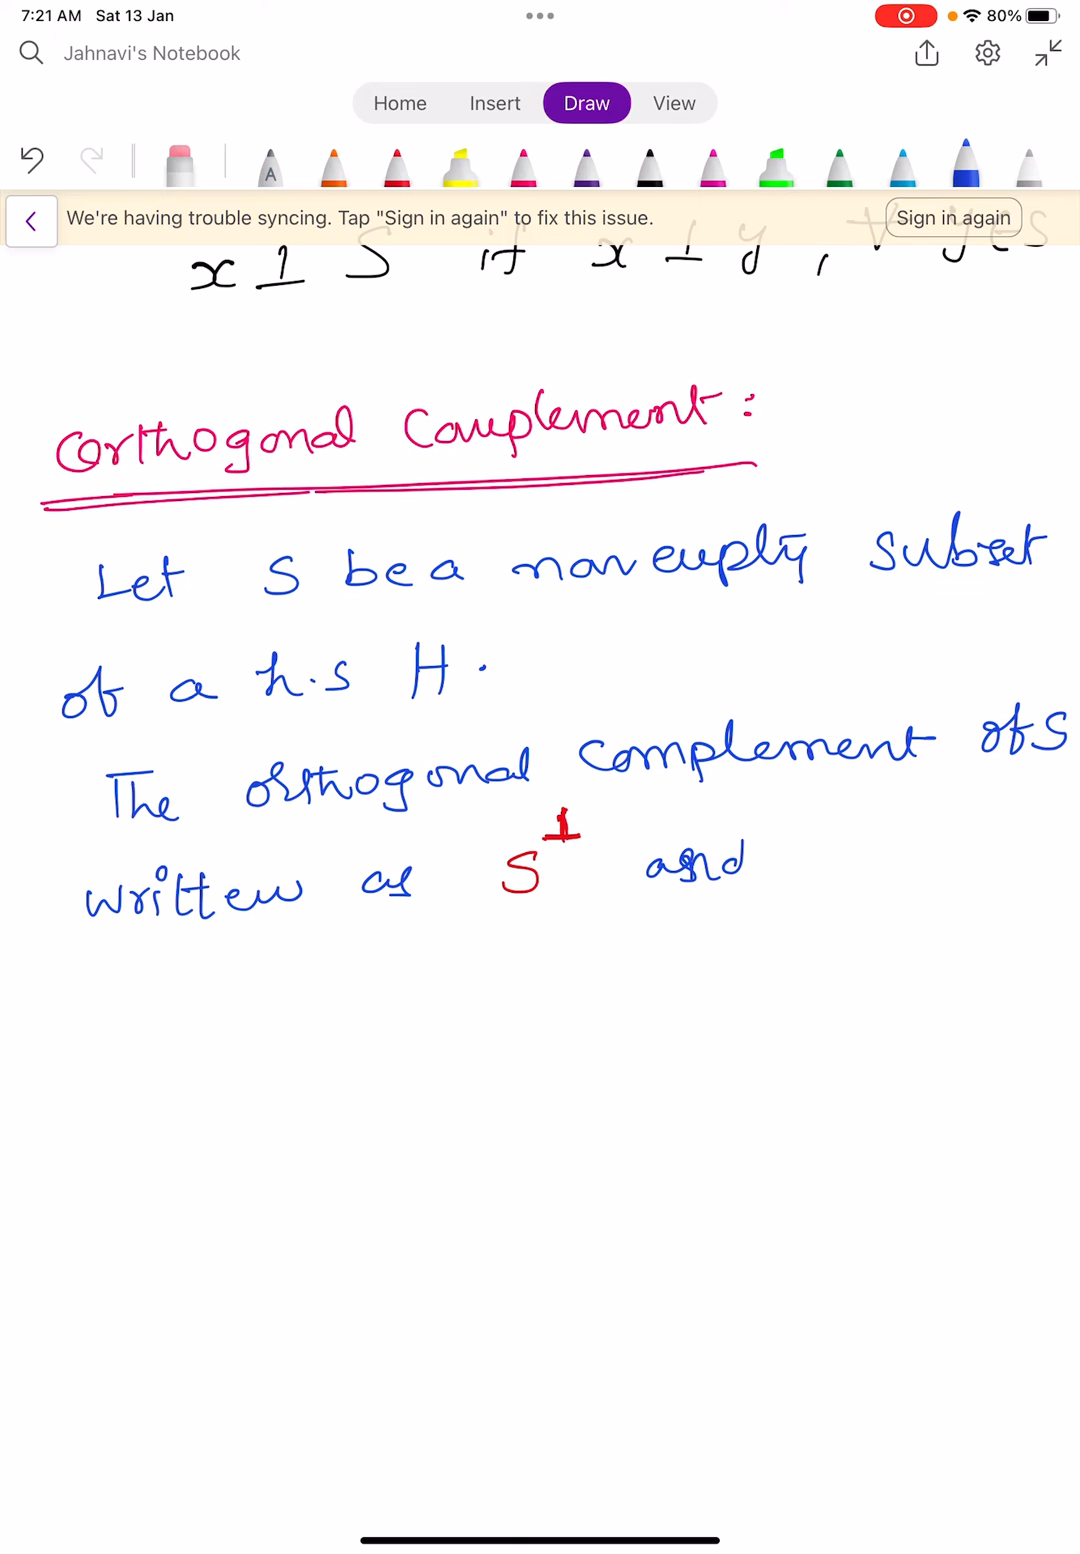 7:21 AM Sat 13 Jan
80%
Jahnavi's Notebook
Home Insert Draw View
A
We're having trouble syncing. Tap "Sign in again" to fix this issue.
Sign in again
x ⊥ S if x ⊥ y, ∀ y∈S
Orthogonal Complement:
Let S be a non empty subset
of a h.s H.
The orthogonal complement of S
written as S⊥ and